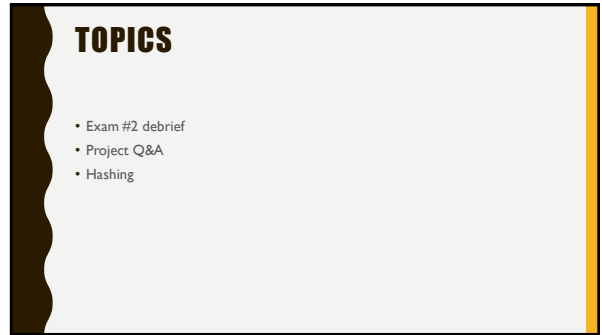 TOPICS
• Exam #2 debrief
• Project Q&A
• Hashing